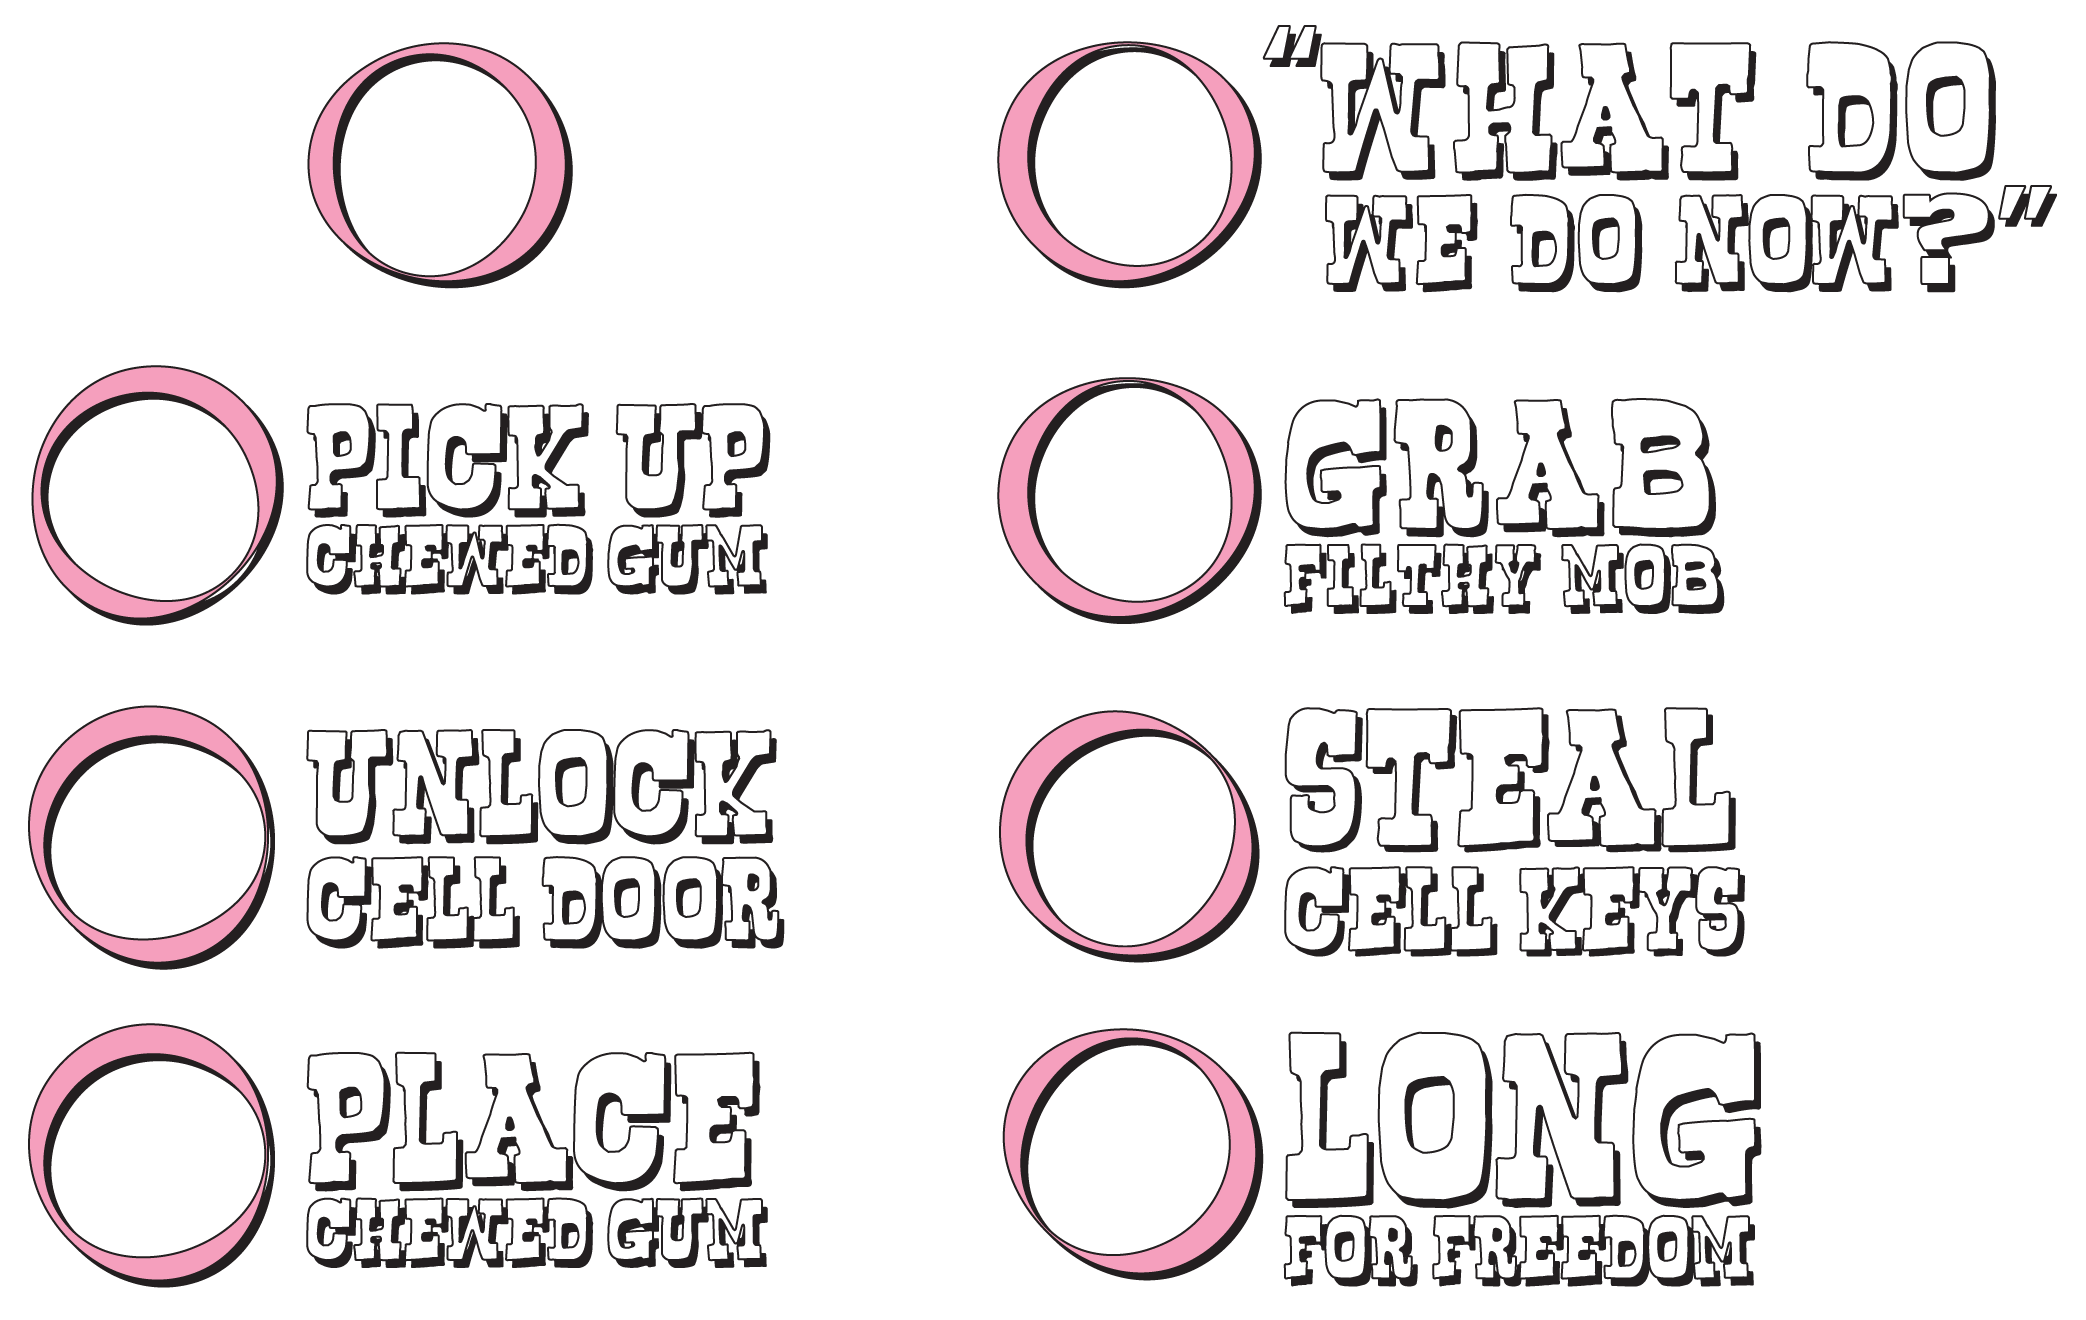 PICK UP
CHEWED GUM
UNLOCK
CELL DOOR
PLACE
CHEWED GUM
“WHAT DO
WE DO NOW?”
GRAB
FILTHY MOB
STEAL
CELL KEYS
LONG
FOR FREEDOM